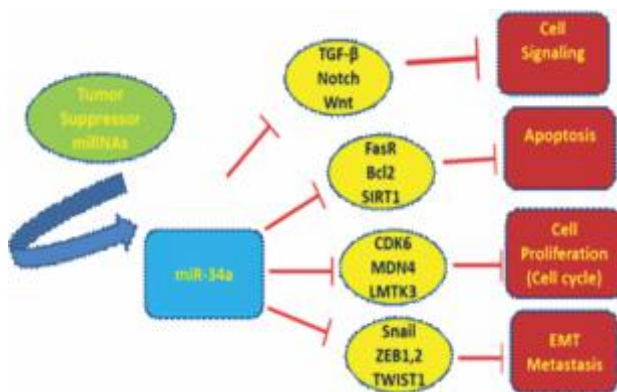 Tumor
Suppressor
miRNAs
miR-34a
TGF-β
Notch
Wnt
Cell
Signaling
FasR
Bcl2
SIRT1
Apoptosis
CDK6
MDN4
LMTK3
Cell
Proliferation
(Cell cycle)
Snail
ZEB1,2
TWIST1
EMT
Metastasis